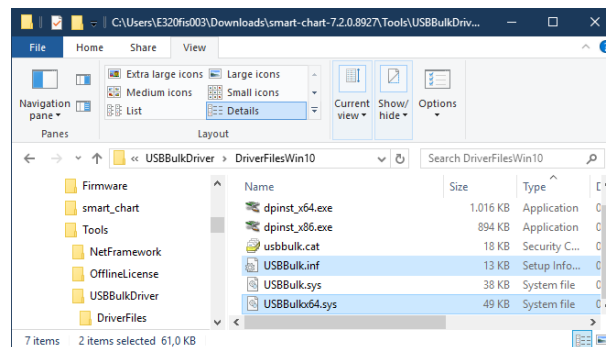 C:\Users\E320fis003\Downloads\smart-chart-7.2.0.8927\Tools\USBBulkDriv...
File Home Share View
Navigation pane
Extra large icons Large icons
Medium icons Small icons
List Details
Current view
Show/ hide
Options
Panes Layout
« USBBulkDriver > DriverFilesWin10
Search DriverFilesWin10
Firmware
smart_chart
Tools
NetFramework
OfflineLicense
USBBulkDriver
DriverFiles
Name Size Type
dpinst_x64.exe 1.016 KB Application
dpinst_x86.exe 894 KB Application
usbbulk.cat 18 KB Security C...
USBBulk.inf 13 KB Setup Info...
USBBulk.sys 38 KB System file
USBBulkx64.sys 49 KB System file
7 items 2 items selected 61,0 KB